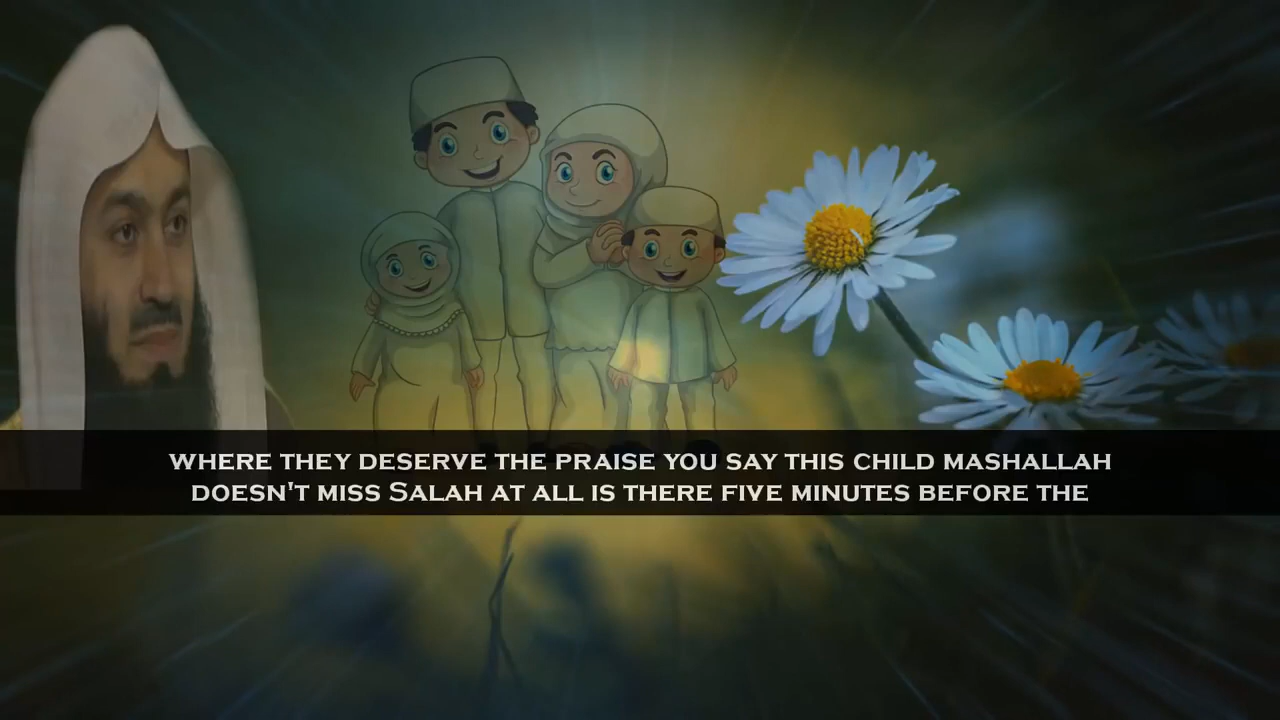 WHERE THEY DESERVE THE PRAISE YOU SAY THIS CHILD MASHALLAH
DOESN'T MISS SALAH AT ALL IS THERE FIVE MINUTES BEFORE THE